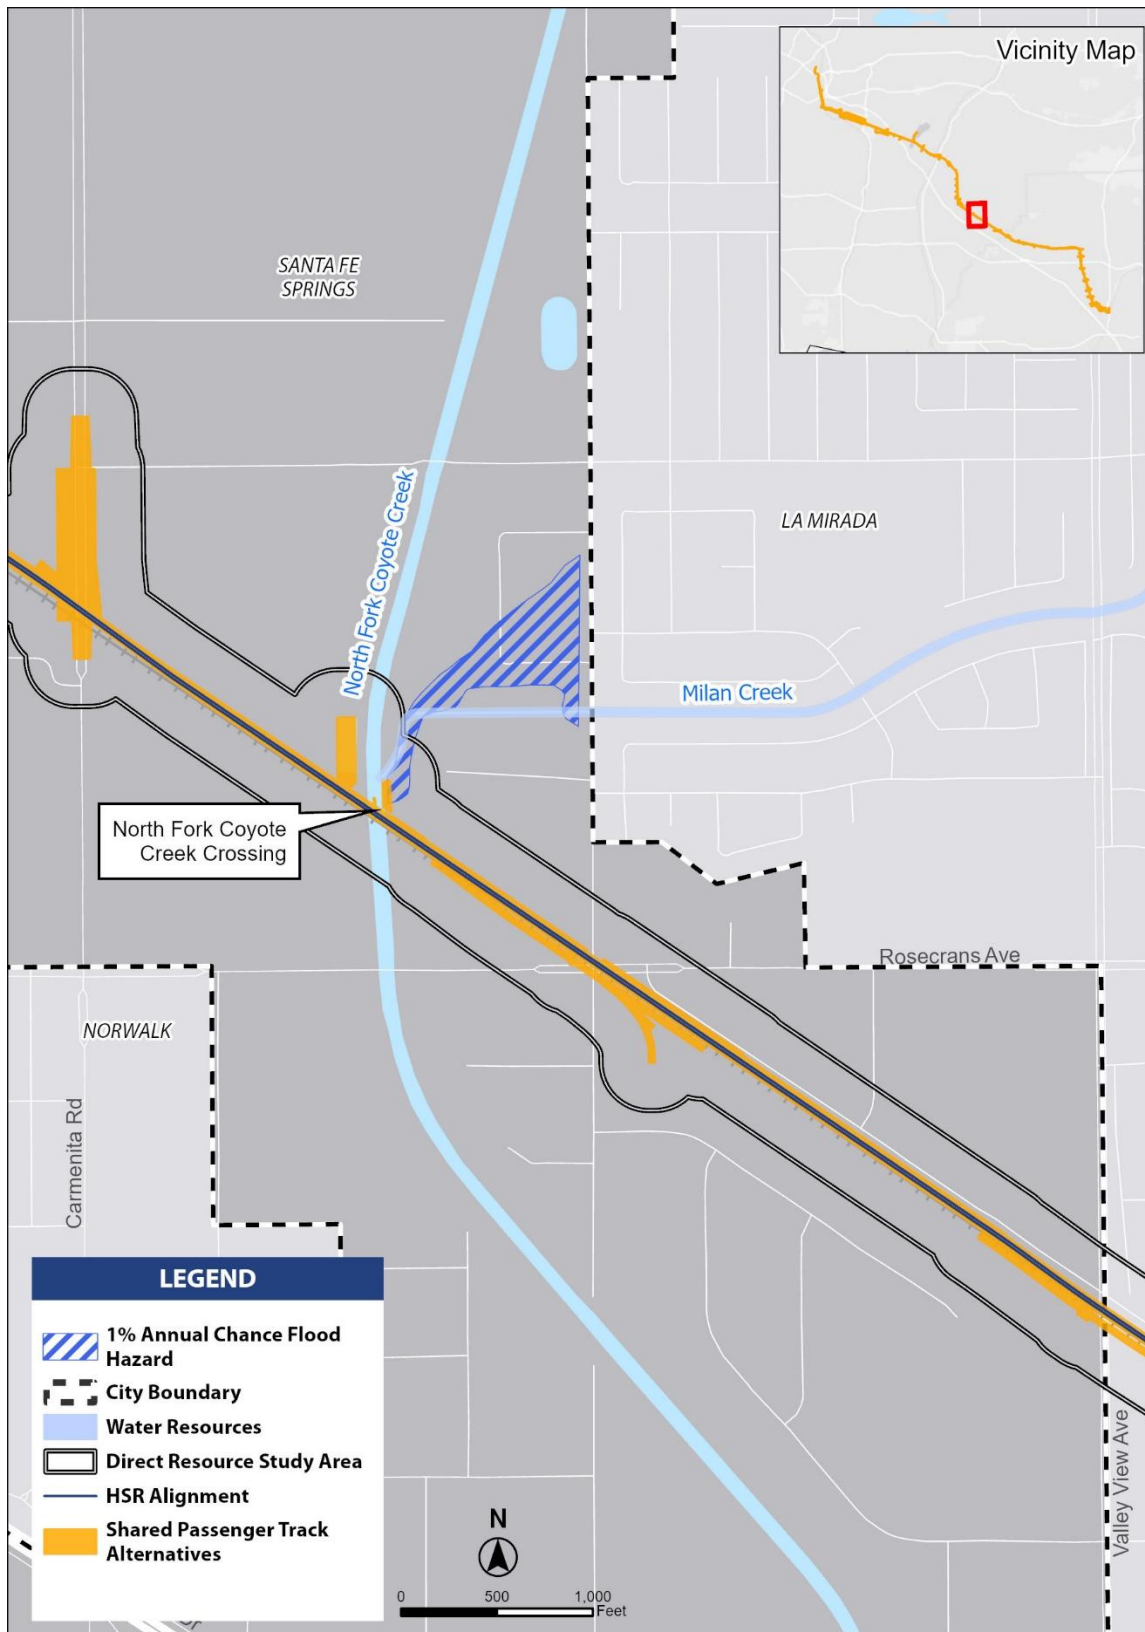 Vicinity Map
SANTA FE
SPRINGS
North Fork Coyote Creek
LA MIRADA
Milan Creek
North Fork Coyote
Creek Crossing
Rosecrans Ave
NORWALK
Carmenita Rd
Valley View Ave
LEGEND
1% Annual Chance Flood
Hazard
City Boundary
Water Resources
Direct Resource Study Area
HSR Alignment
Shared Passenger Track
Alternatives
N
0 500 1,000
Feet